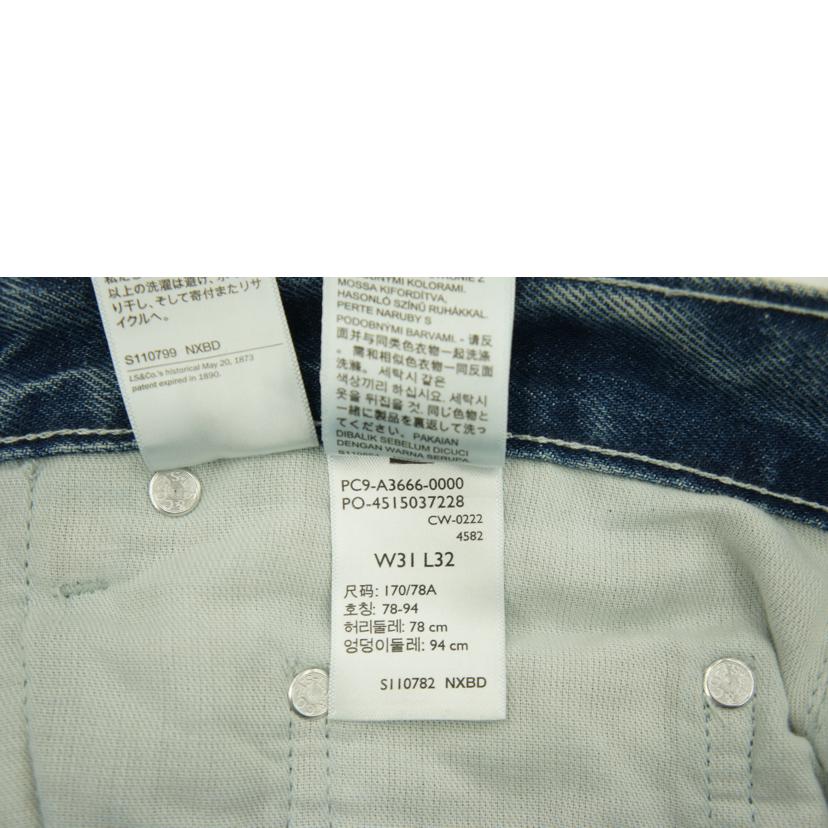 以上の洗濯は避け、
り干し、そして寄付またリサ
イクルへ。
S110799 NXBD
LS&Co.'s historical May 20, 1873
patent expired in 1890.
PODOBNÝMI KOLORAMI.
MOSSA KIFORDÍTVA,
HASONLÓ SZÍNŰ RUHÁKKAL.
PERTE NARUBY S
PODOBNÝMI BARVAMI. - 请反
面并与同类色衣物一起洗涤
。需和相似色衣物一同反面
洗滌。 세탁시 같은
색상끼리 하십시요. 세탁시
옷을 뒤집을 것. 同じ色物と
一緒に製品を裏返して洗っ
てください。 PAKAIAN
DIBALIK SEBELUM DICUCI
DENGAN WARNA SERUPA.
PC9-A3666-0000
PO-4515037228
CW-0222
4582
W31 L32
尺码: 170/78A
호칭: 78-94
허리둘레: 78 cm
엉덩이둘레: 94 cm
S110782 NXBD